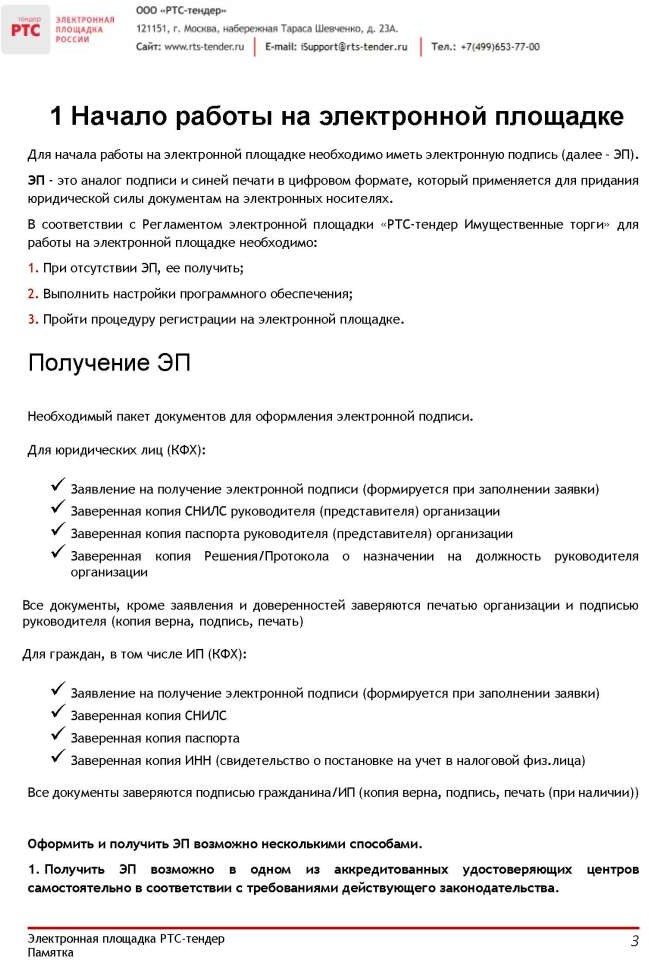 тендер
РТС
ЭЛЕКТРОННАЯ
ПЛОЩАДКА
РОССИИ
ООО «РТС-тендер»
121151, г. Москва, набережная Тараса Шевченко, д. 23А.
Сайт: www.rts-tender.ru E-mail: iSupport@rts-tender.ru Тел.: +7(499)653-77-00
1 Начало работы на электронной площадке
Для начала работы на электронной площадке необходимо иметь электронную подпись (далее – ЭП).
ЭП - это аналог подписи и синей печати в цифровом формате, который применяется для придания
юридической силы документам на электронных носителях.
В соответствии с Регламентом электронной площадки «РТС-тендер Имущественные торги» для
работы на электронной площадке необходимо:
1. При отсутствии ЭП, ее получить;
2. Выполнить настройки программного обеспечения;
3. Пройти процедуру регистрации на электронной площадке.
Получение ЭП
Необходимый пакет документов для оформления электронной подписи.
Для юридических лиц (КФХ):
✓ Заявление на получение электронной подписи (формируется при заполнении заявки)
✓ Заверенная копия СНИЛС руководителя (представителя) организации
✓ Заверенная копия паспорта руководителя (представителя) организации
✓ Заверенная копия Решения/Протокола о назначении на должность руководителя
организации
Все документы, кроме заявления и доверенностей заверяются печатью организации и подписью
руководителя (копия верна, подпись, печать)
Для граждан, в том числе ИП (КФХ):
✓ Заявление на получение электронной подписи (формируется при заполнении заявки)
✓ Заверенная копия СНИЛС
✓ Заверенная копия паспорта
✓ Заверенная копия ИНН (свидетельство о постановке на учет в налоговой физ.лица)
Все документы заверяются подписью гражданина/ИП (копия верна, подпись, печать (при наличии))
Оформить и получить ЭП возможно несколькими способами.
1. Получить ЭП возможно в одном из аккредитованных удостоверяющих центров
самостоятельно в соответствии с требованиями действующего законодательства.
Электронная площадка РТС-тендер 3
Памятка